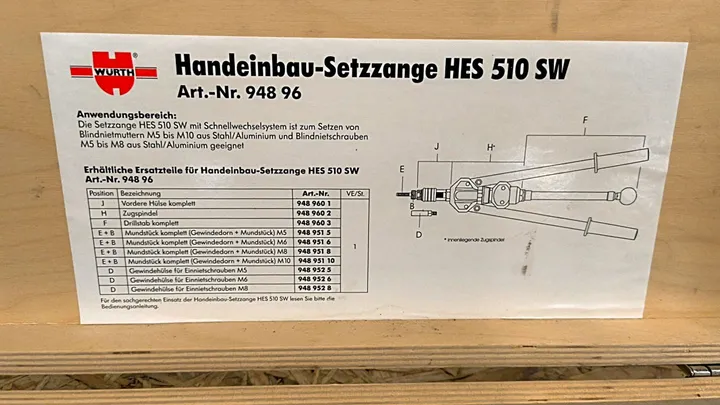 WÜRTH
Handeinbau-Setzzange HES 510 SW
Art.-Nr. 948 96
Anwendungsbereich:
Die Setzzange HES 510 SW mit Schnellwechselsystem ist zum Setzen von
Blindnietmuttern M5 bis M10 aus Stahl/Aluminium und Blindnietschrauben
M5 bis M8 aus Stahl/Aluminium geeignet
Erhältliche Ersatzteile für Handeinbau-Setzzange HES 510 SW
Art.-Nr. 948 96
Position Bezeichnung Art.-Nr. VE/St.
J Vordere Hülse komplett 948 960 1
H Zugspindel 948 960 2
F Drillstab komplett 948 960 3
E + B Mundstück komplett (Gewindedorn + Mundstück) M5 948 951 5
E + B Mundstück komplett (Gewindedorn + Mundstück) M6 948 951 6
1
E + B Mundstück komplett (Gewindedorn + Mundstück) M8 948 951 8
E + B Mundstück komplett (Gewindedorn + Mundstück) M10 948 951 10
D Gewindehülse für Einnietschrauben M5 948 952 5
D Gewindehülse für Einnietschrauben M6 948 952 6
D Gewindehülse für Einnietschrauben M8 948 952 8
Für den sachgerechten Einsatz der Handeinbau-Setzzange HES 510 SW lesen Sie bitte die
Bedienungsanleitung.
F
J
H*
E
B
D
* innenliegende Zugspindel